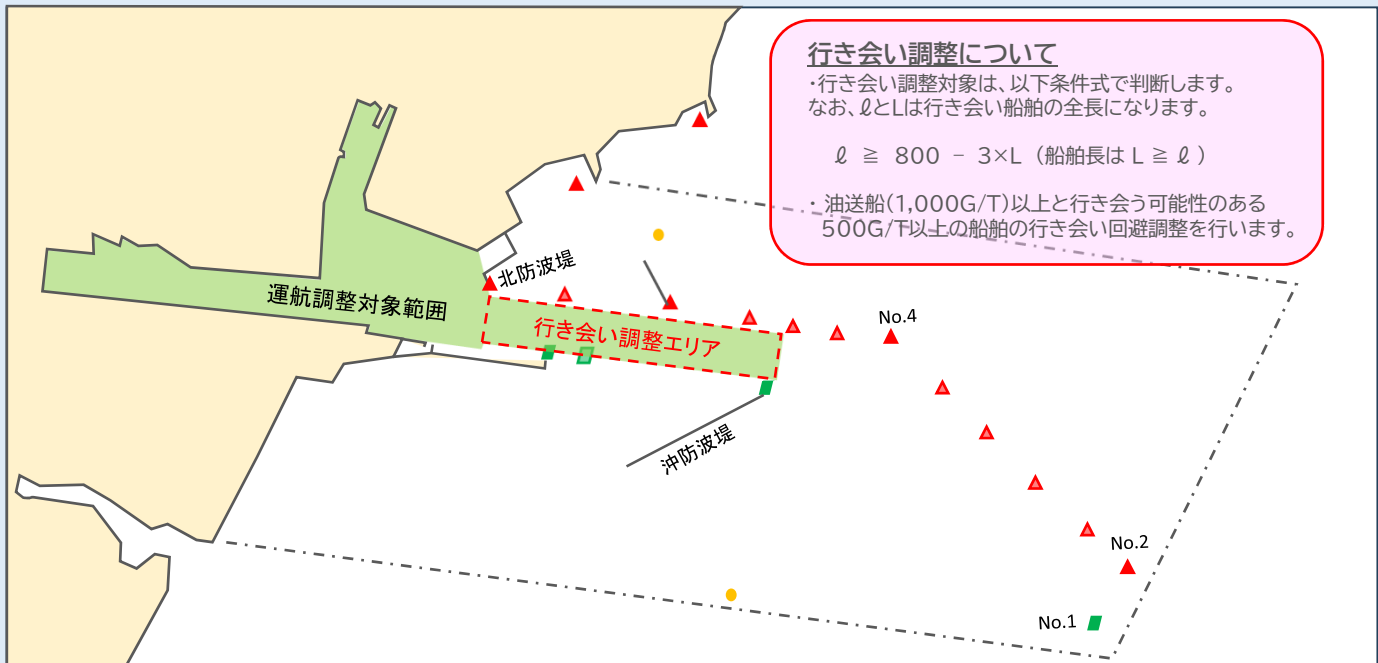 行き会い調整について
・行き会い調整対象は、以下条件式で判断します。
なお、ℓとLは行き会い船舶の全長になります。
ℓ ≧ 800 － 3×L （船舶長は L ≧ ℓ ）
・ 油送船(1,000G/T)以上と行き会う可能性のある
500G/T以上の船舶の行き会い回避調整を行います。
北防波堤
運航調整対象範囲
行き会い調整エリア
No.4
沖防波堤
No.2
No.1